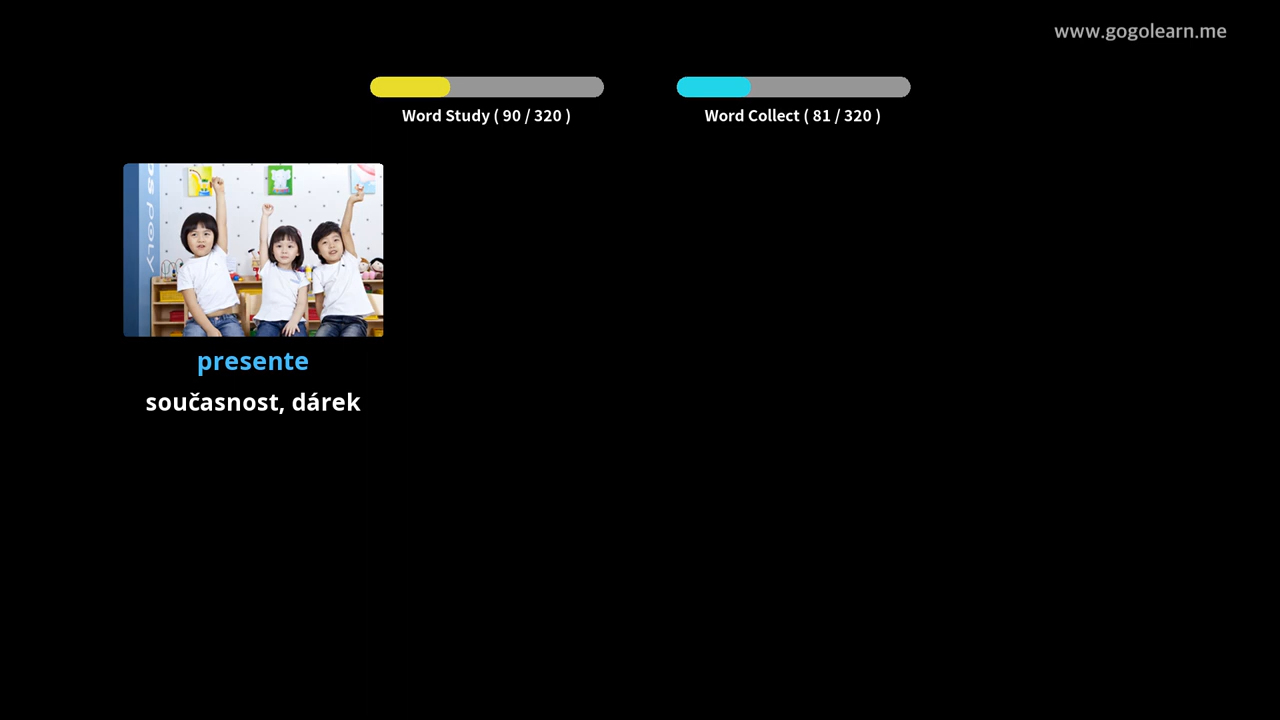 www.gogolearn.me
Word Study ( 90 / 320 )
Word Collect ( 81 / 320 )
presente
současnost, dárek